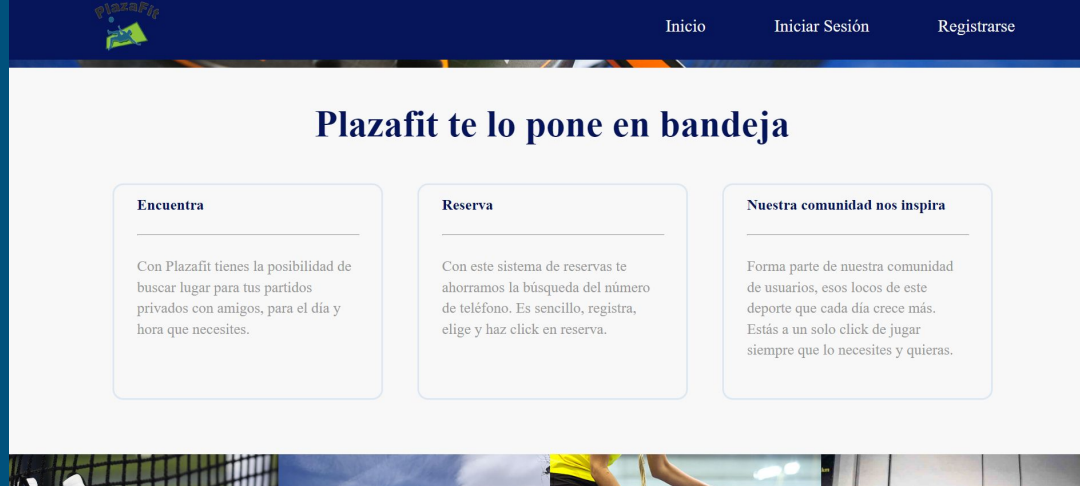 PlazaFit
Inicio
Iniciar Sesión
Registrarse
Plazafit te lo pone en bandeja
Encuentra
Con Plazafit tienes la posibilidad de
buscar lugar para tus partidos
privados con amigos, para el día y
hora que necesites.
Reserva
Con este sistema de reservas te
ahorramos la búsqueda del número
de teléfono. Es sencillo, registra,
elige y haz click en reserva.
Nuestra comunidad nos inspira
Forma parte de nuestra comunidad
de usuarios, esos locos de este
deporte que cada día crece más.
Estás a un solo click de jugar
siempre que lo necesites y quieras.